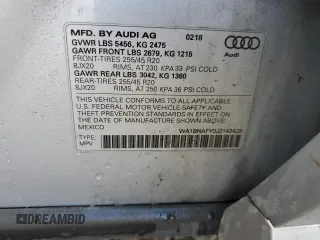 MFD. BY AUDI AG 02/18
GVWR LBS 5456, KG 2475
GAWR FRONT LBS 2679, KG 1215
FRONT-TIRES 255/45 R20
8JX20 RIMS, AT 230 KPA 33 PSI COLD
GAWR REAR LBS 3042, KG 1380
REAR-TIRES 255/45 R20
8JX20 RIMS, AT 250 KPA 36 PSI COLD
THIS VEHICLE CONFORMS TO ALL APPLICABLE
U.S. FEDERAL MOTOR VEHICLE SAFETY AND
THEFT PREVENTION STANDARDS IN EFFECT ON
THE DATE OF MANUFACTURE SHOWN ABOVE.
MEXICO
WA1BNAFY0J2143429
TYPE:
MPV
Audi